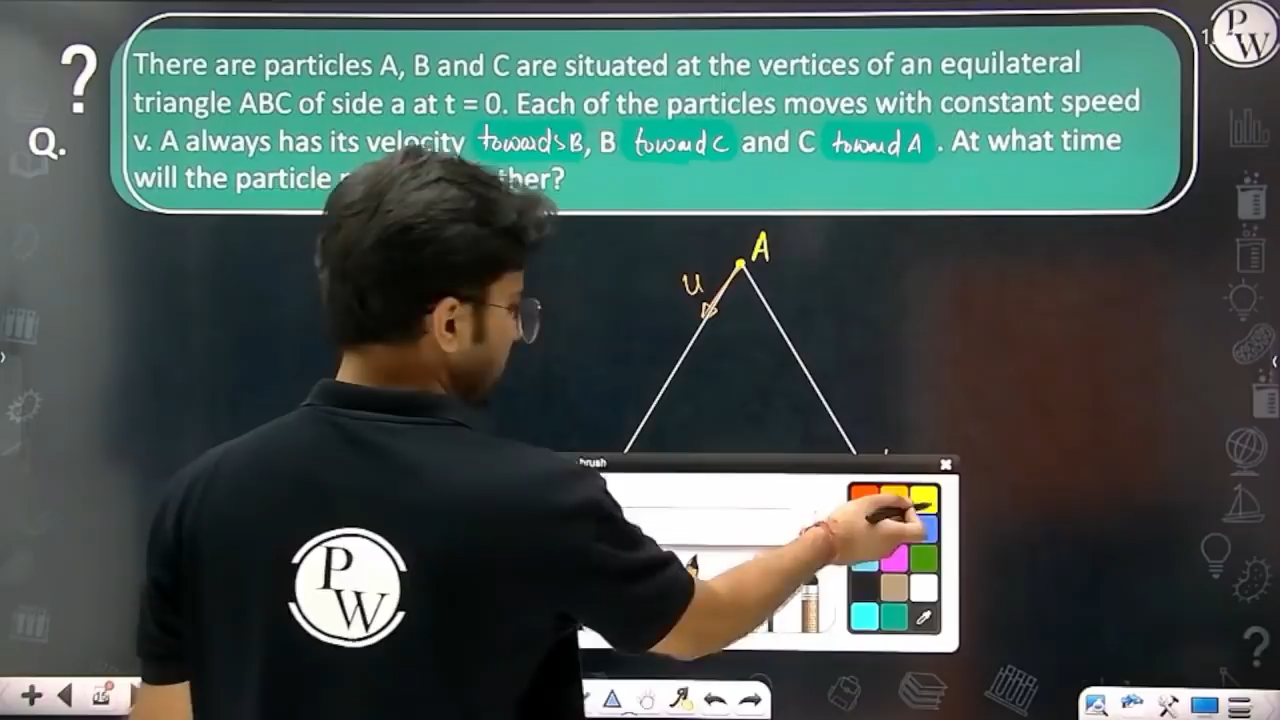 ?
There are particles A, B and C are situated at the vertices of an equilateral
Q.
triangle ABC of side a at t = 0. Each of the particles moves with constant speed
v. A always has its velocity towards B, B toward C and C toward A. At what time
will the particle ther?
A
u
brush
P
W
P
W